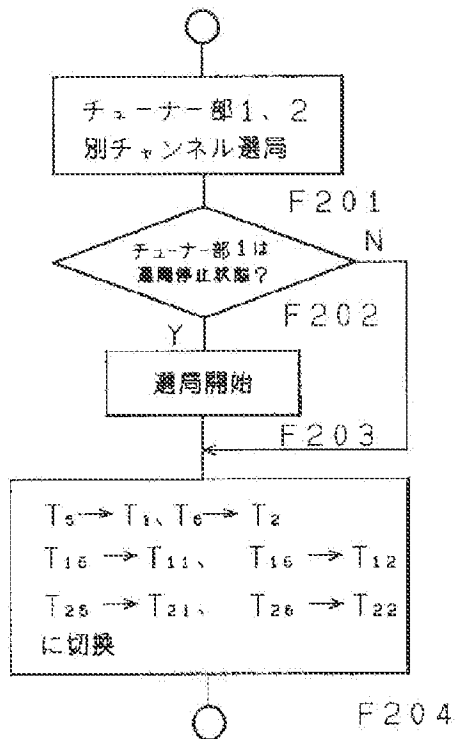 チューナー部1、2
別チャンネル選局
F201
チューナー部1は
選局停止状態?
N
F202
Y
選局開始
F203
T₅→T₁、T₆→T₂
T₁₅→T₁₁、 T₁₆→T₁₂
T₂₅→T₂₁、 T₂₆→T₂₂
に切換
F204